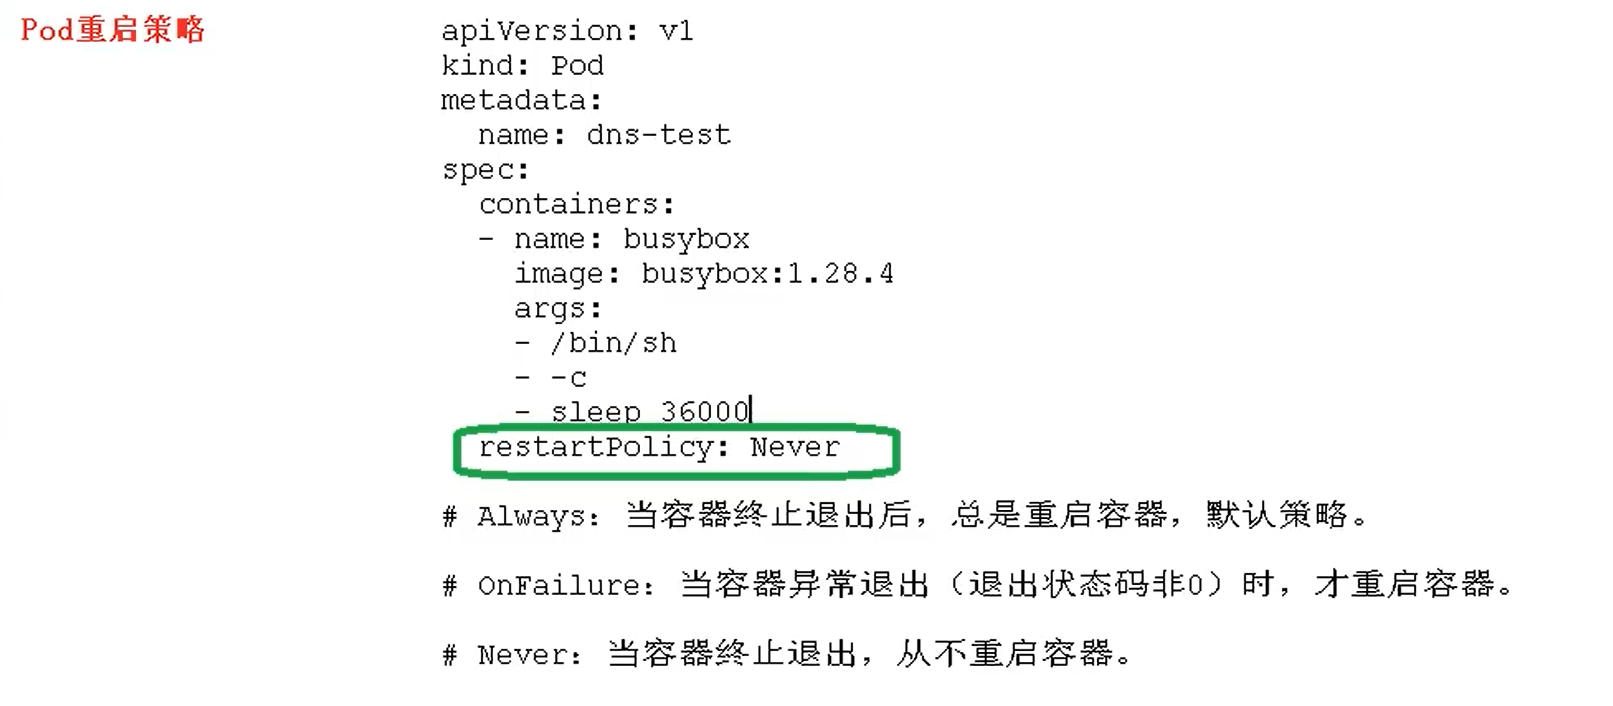 Pod重启策略
apiVersion: v1
kind: Pod
metadata:
  name: dns-test
spec:
  containers:
  - name: busybox
    image: busybox:1.28.4
    args:
    - /bin/sh
    - -c
    - sleep 36000
  restartPolicy: Never
# Always：当容器终止退出后，总是重启容器，默认策略。
# OnFailure：当容器异常退出（退出状态码非0）时，才重启容器。
# Never：当容器终止退出，从不重启容器。